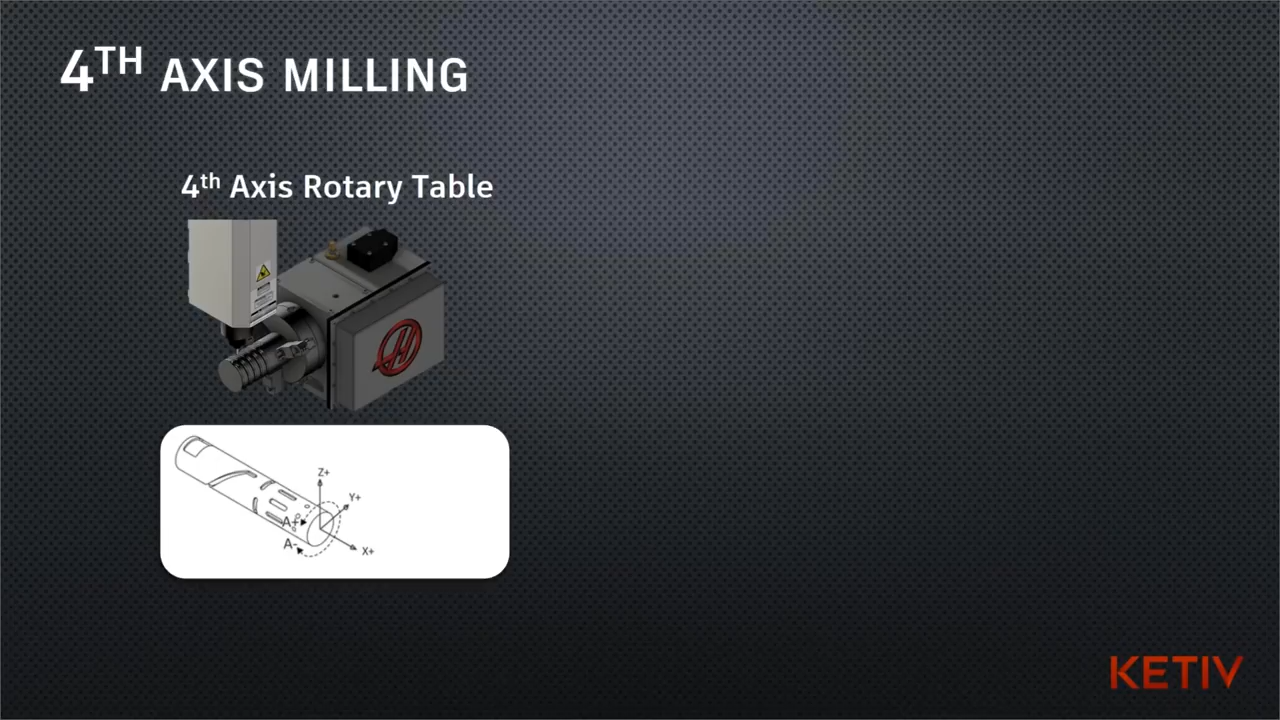 4TH AXIS MILLING
4th Axis Rotary Table
Z+
Y+
A+
A-
X+
KETIV